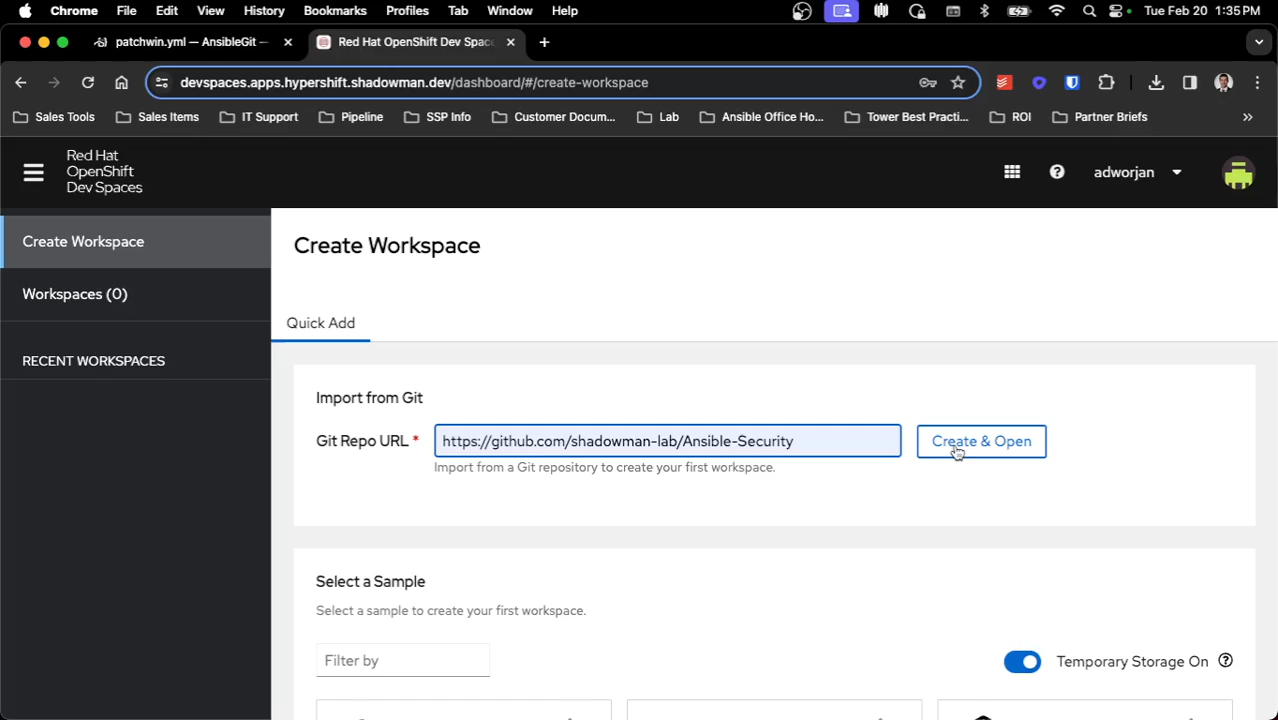 Chrome File Edit View History Bookmarks Profiles Tab Window Help Tue Feb 20 1:35 PM
patchwin.yml — AnsibleGit — Red Hat OpenShift Dev Space
devspaces.apps.hypershift.shadowman.dev/dashboard/#/create-workspace
Sales Tools Sales Items IT Support Pipeline SSP Info Customer Docum... Lab Ansible Office Ho... Tower Best Practi... ROI Partner Briefs
Red Hat
OpenShift
Dev Spaces
adworjan
Create Workspace
Workspaces (0)
RECENT WORKSPACES
Create Workspace
Quick Add
Import from Git
Git Repo URL * https://github.com/shadowman-lab/Ansible-Security Create & Open
Import from a Git repository to create your first workspace.
Select a Sample
Select a sample to create your first workspace.
Filter by Temporary Storage On